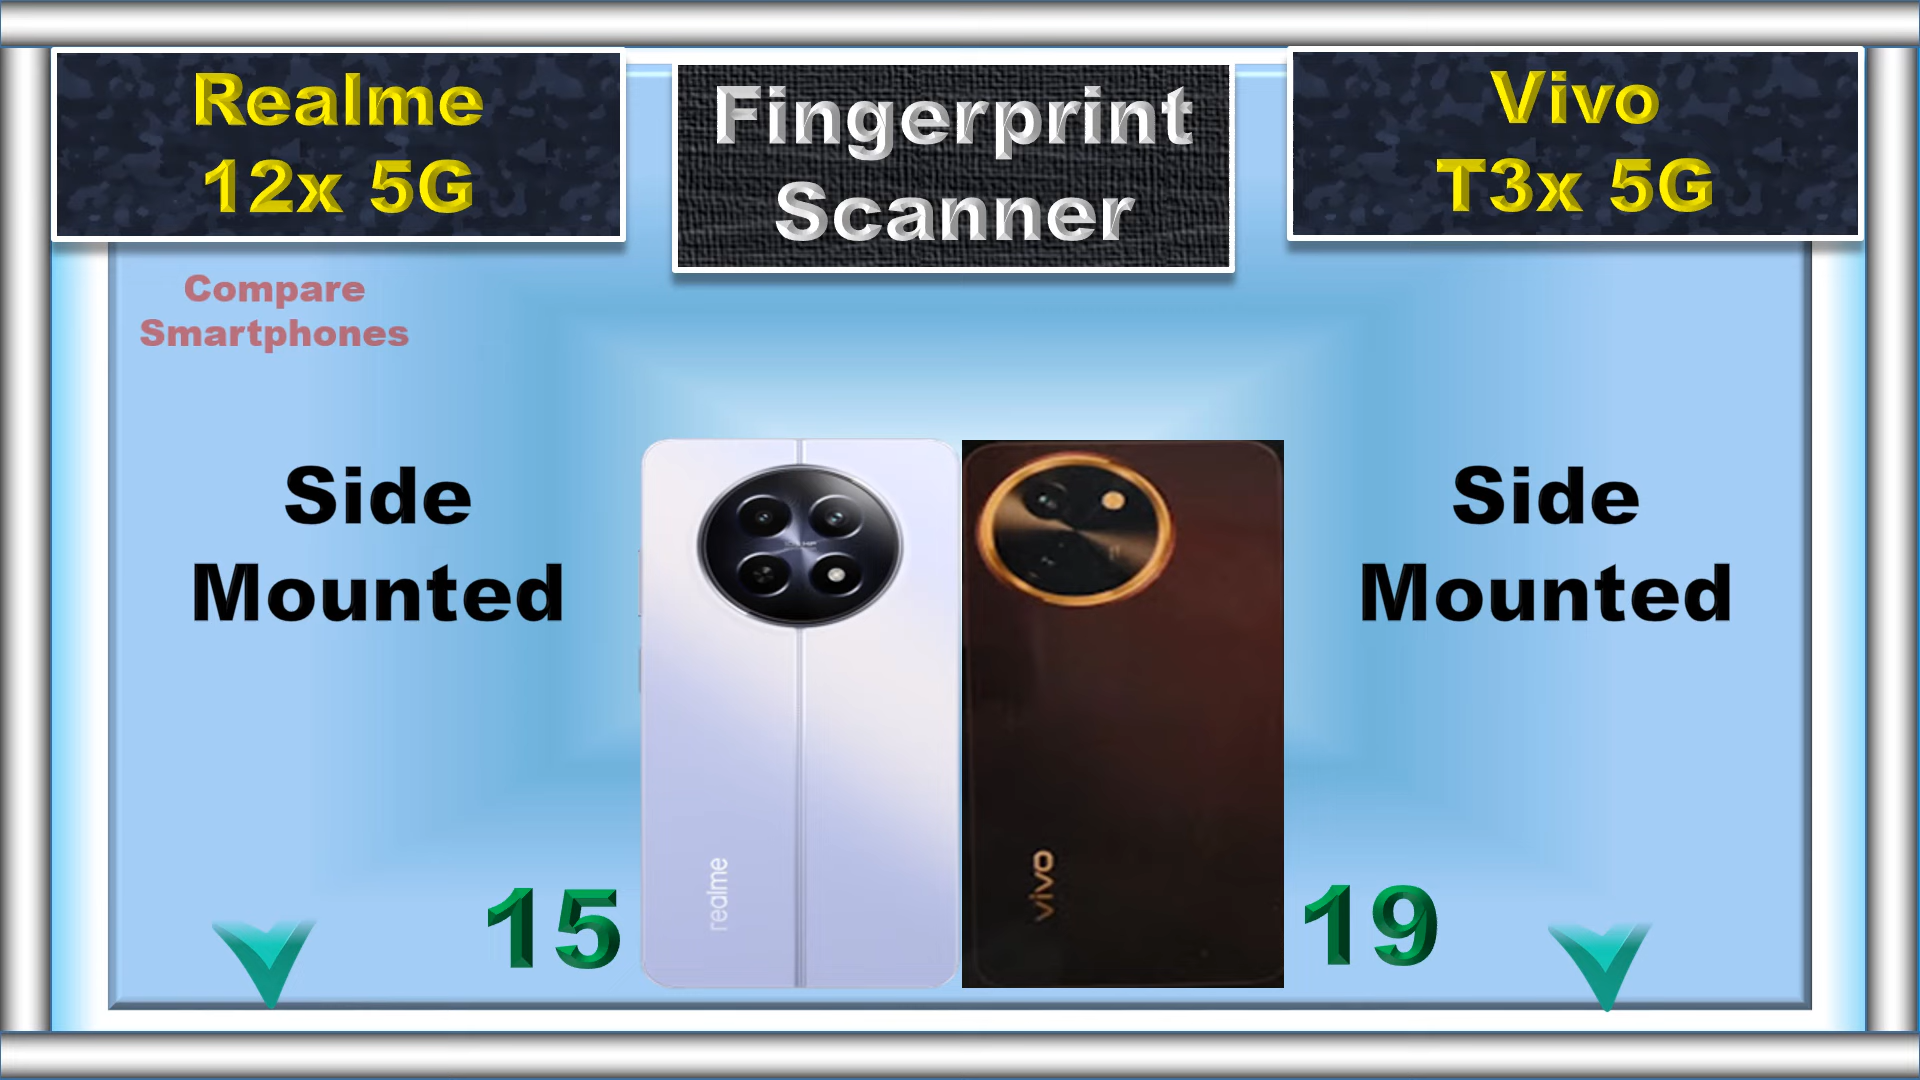 Realme
12x 5G
Fingerprint
Scanner
Vivo
T3x 5G
Compare
Smartphones
Side
Mounted
Side
Mounted
realme
vivo
15
19